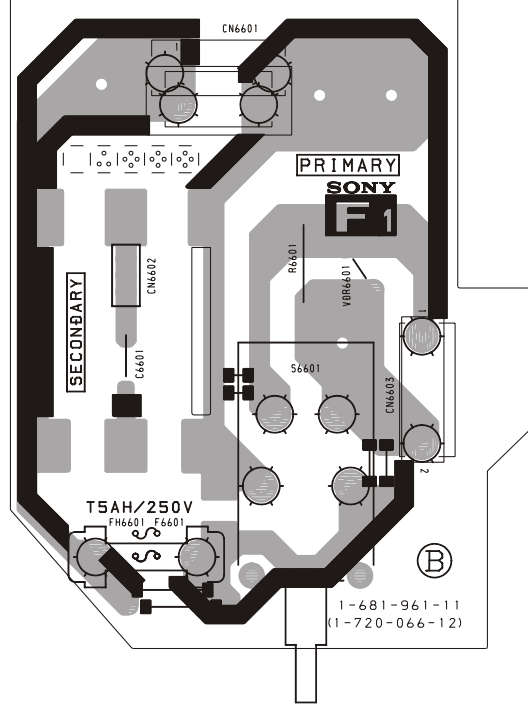 CN6601
1
PRIMARY
SONY
F1
R6601
VDR6601
CN6602
SECONDARY
C6601
1
S6601
CN6603
2
T5AH/250V
FH6601 F6601
B
1-681-961-11
(1-720-066-12)